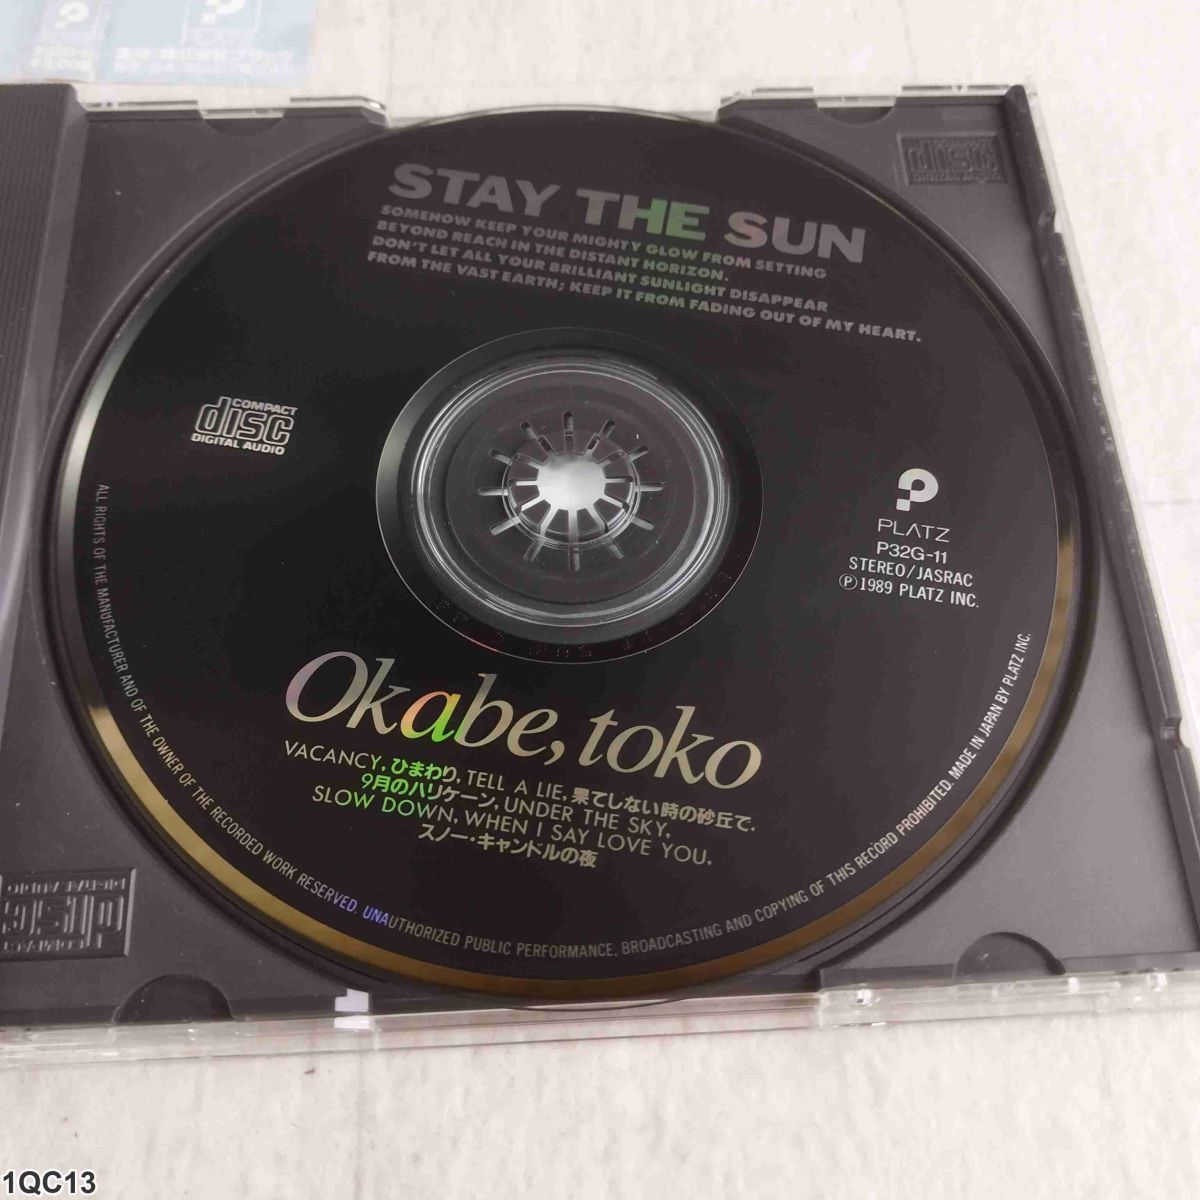 STAY THE SUN
SOMEHOW KEEP YOUR MIGHTY GLOW FROM SETTING
BEYOND REACH IN THE DISTANT HORIZON.
DON'T LET ALL YOUR BRILLIANT SUNLIGHT DISAPPEAR
FROM THE VAST EARTH; KEEP IT FROM FADING OUT OF MY HEART.
COMPACT
disc
DIGITAL AUDIO
PLATZ
P32G-11
STEREO/JASRAC
Ⓟ1989 PLATZ INC.
Okabe, toko
VACANCY, ひまわり, TELL A LIE, 果てしない時の砂丘で,
9月のハリケーン, UNDER THE SKY,
SLOW DOWN, WHEN I SAY LOVE YOU,
スノー・キャンドルの夜
ALL RIGHTS OF THE MANUFACTURER AND OF THE OWNER OF THE RECORDED WORK RESERVED. UNAUTHORIZED PUBLIC PERFORMANCE, BROADCASTING AND COPYING OF THIS RECORD PROHIBITED. MADE IN JAPAN BY PLATZ INC.
disc
PLATZ
1QC13